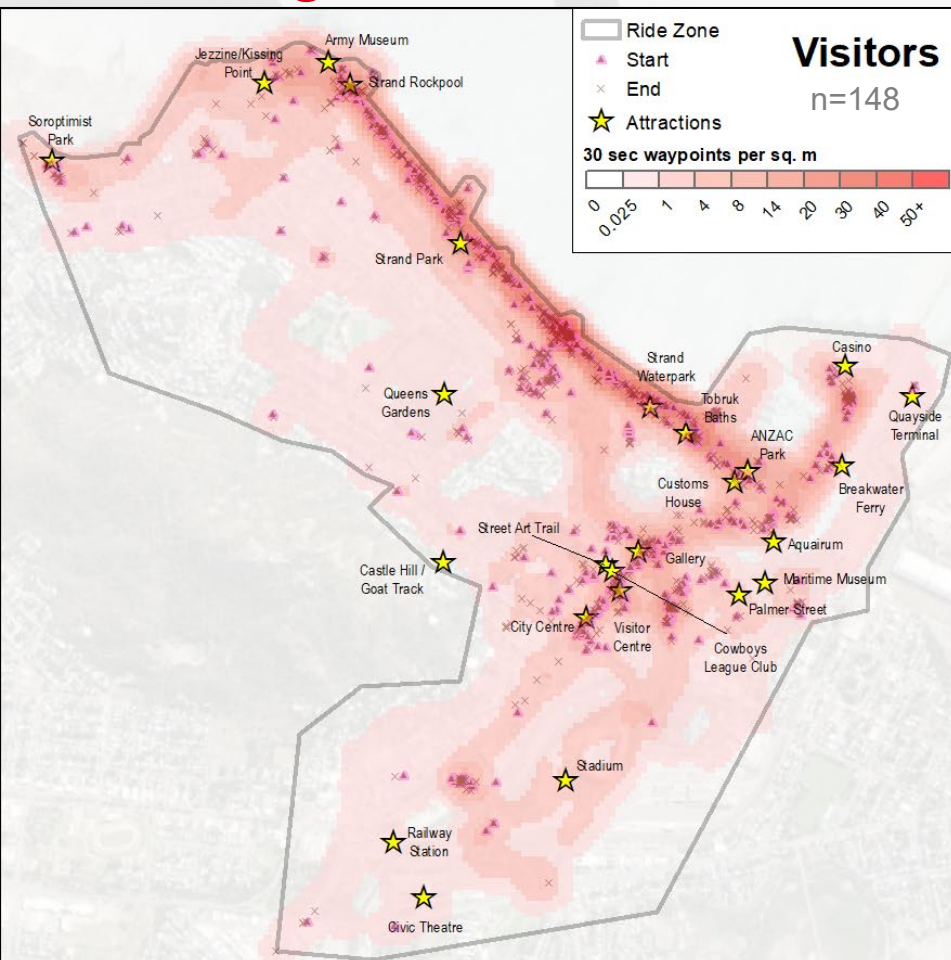 Ride Zone
Start
End
Attractions
Visitors
n=148
30 sec waypoints per sq. m
0
0.025
1
4
8
14
20
30
40
50+
Army Museum
Jezzine/Kissing
Point
Strand Rockpool
Soroptimist
Park
Strand Park
Strand
Waterpark
Casino
Queens
Gardens
Tobruk
Baths
Quayside
Terminal
ANZAC
Park
Customs
House
Breakwater
Ferry
Street Art Trail
Aquairum
Gallery
Castle Hill /
Goat Track
Maritime Museum
Palmer Street
City Centre
Visitor
Centre
Cowboys
League Club
Stadium
Railway
Station
Civic Theatre